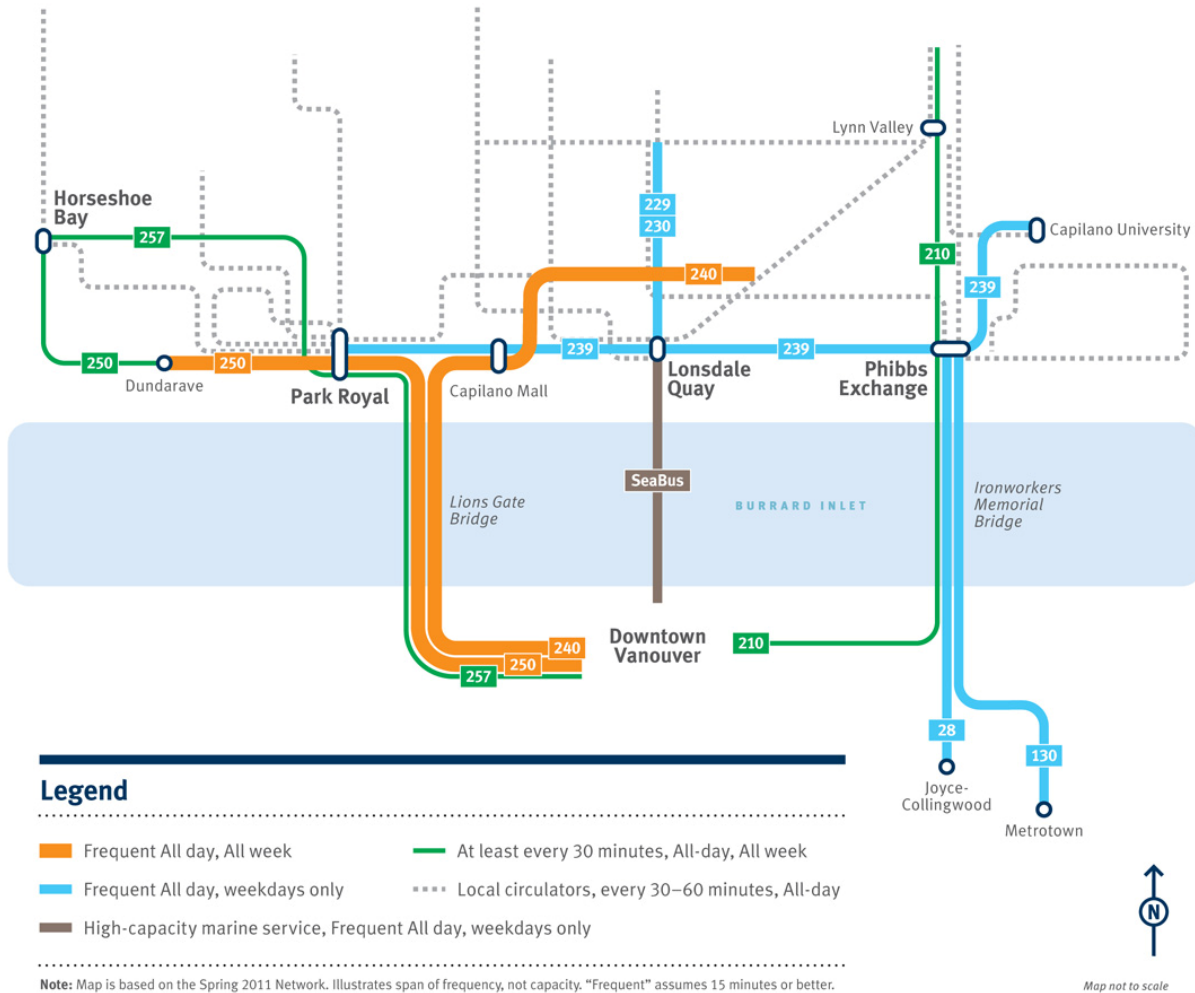 Lynn Valley
Horseshoe
Bay
229
230
Capilano University
257
210
240
239
250
250
239
239
Dundarave
Park Royal
Capilano Mall
Lonsdale
Quay
Phibbs
Exchange
SeaBus
Lions Gate
Bridge
BURRARD INLET
Ironworkers
Memorial
Bridge
240
250
257
Downtown
Vanouver
210
28
130
Joyce-
Collingwood
Metrotown
Legend
Frequent All day, All week
At least every 30 minutes, All-day, All week
Frequent All day, weekdays only
Local circulators, every 30–60 minutes, All-day
High-capacity marine service, Frequent All day, weekdays only
N
Note: Map is based on the Spring 2011 Network. Illustrates span of frequency, not capacity. “Frequent” assumes 15 minutes or better.
Map not to scale